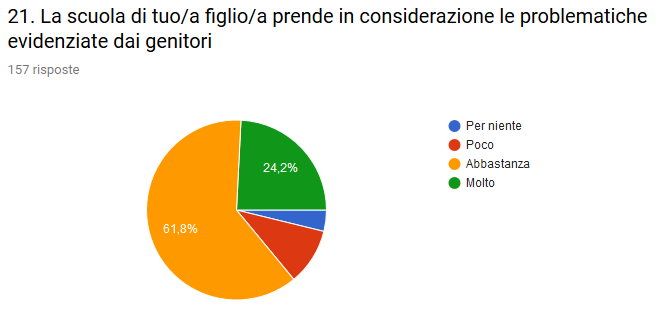 21. La scuola di tuo/a figlio/a prende in considerazione le problematiche
evidenziate dai genitori
157 risposte
Per niente
Poco
Abbastanza
Molto
24,2%
61,8%